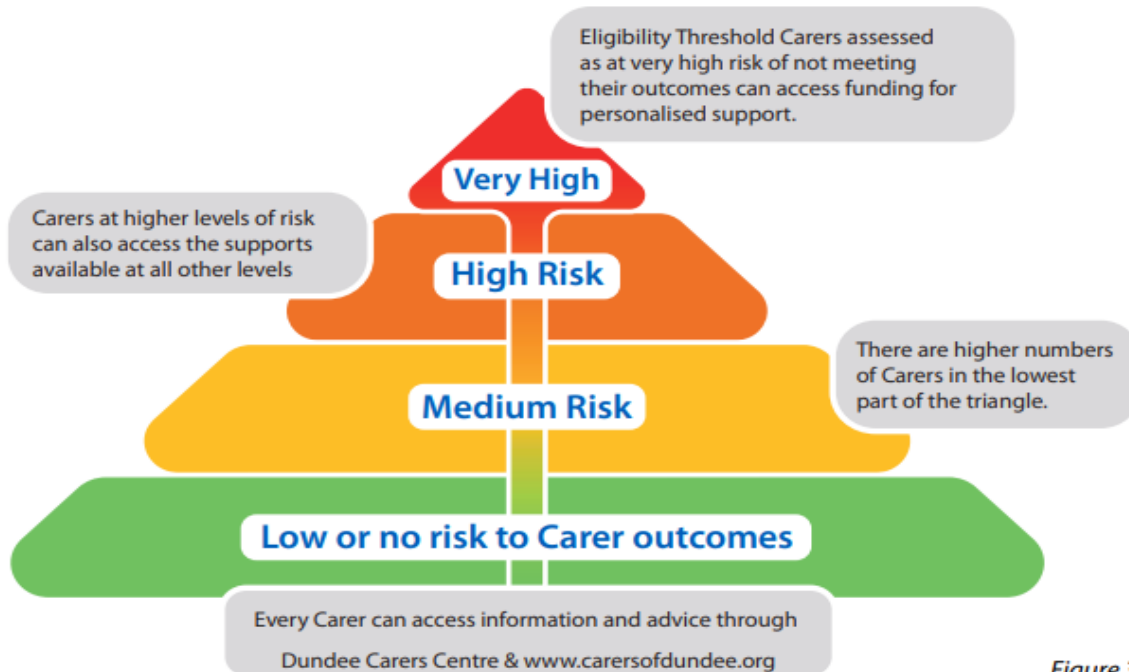 Eligibility Threshold Carers assessed
as at very high risk of not meeting
their outcomes can access funding for
personalised support.
Very High
Carers at higher levels of risk
can also access the supports
available at all other levels
High Risk
There are higher numbers
of Carers in the lowest
part of the triangle.
Medium Risk
Low or no risk to Carer outcomes
Every Carer can access information and advice through
Dundee Carers Centre & www.carersofdundee.org
Figure